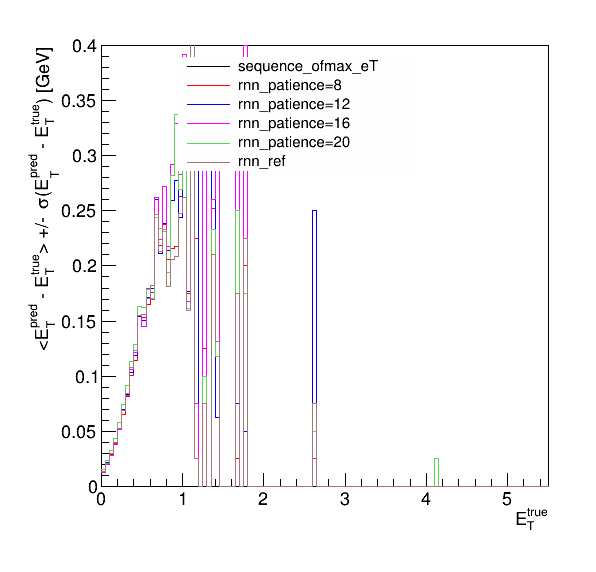 <E_T^pred - E_T^true> +/- σ(E_T^pred - E_T^true) [GeV]
0.4
0.35
0.3
0.25
0.2
0.15
0.1
0.05
0
sequence_ofmax_eT
rnn_patience=8
rnn_patience=12
rnn_patience=16
rnn_patience=20
rnn_ref
0 1 2 3 4 5
E_T^true